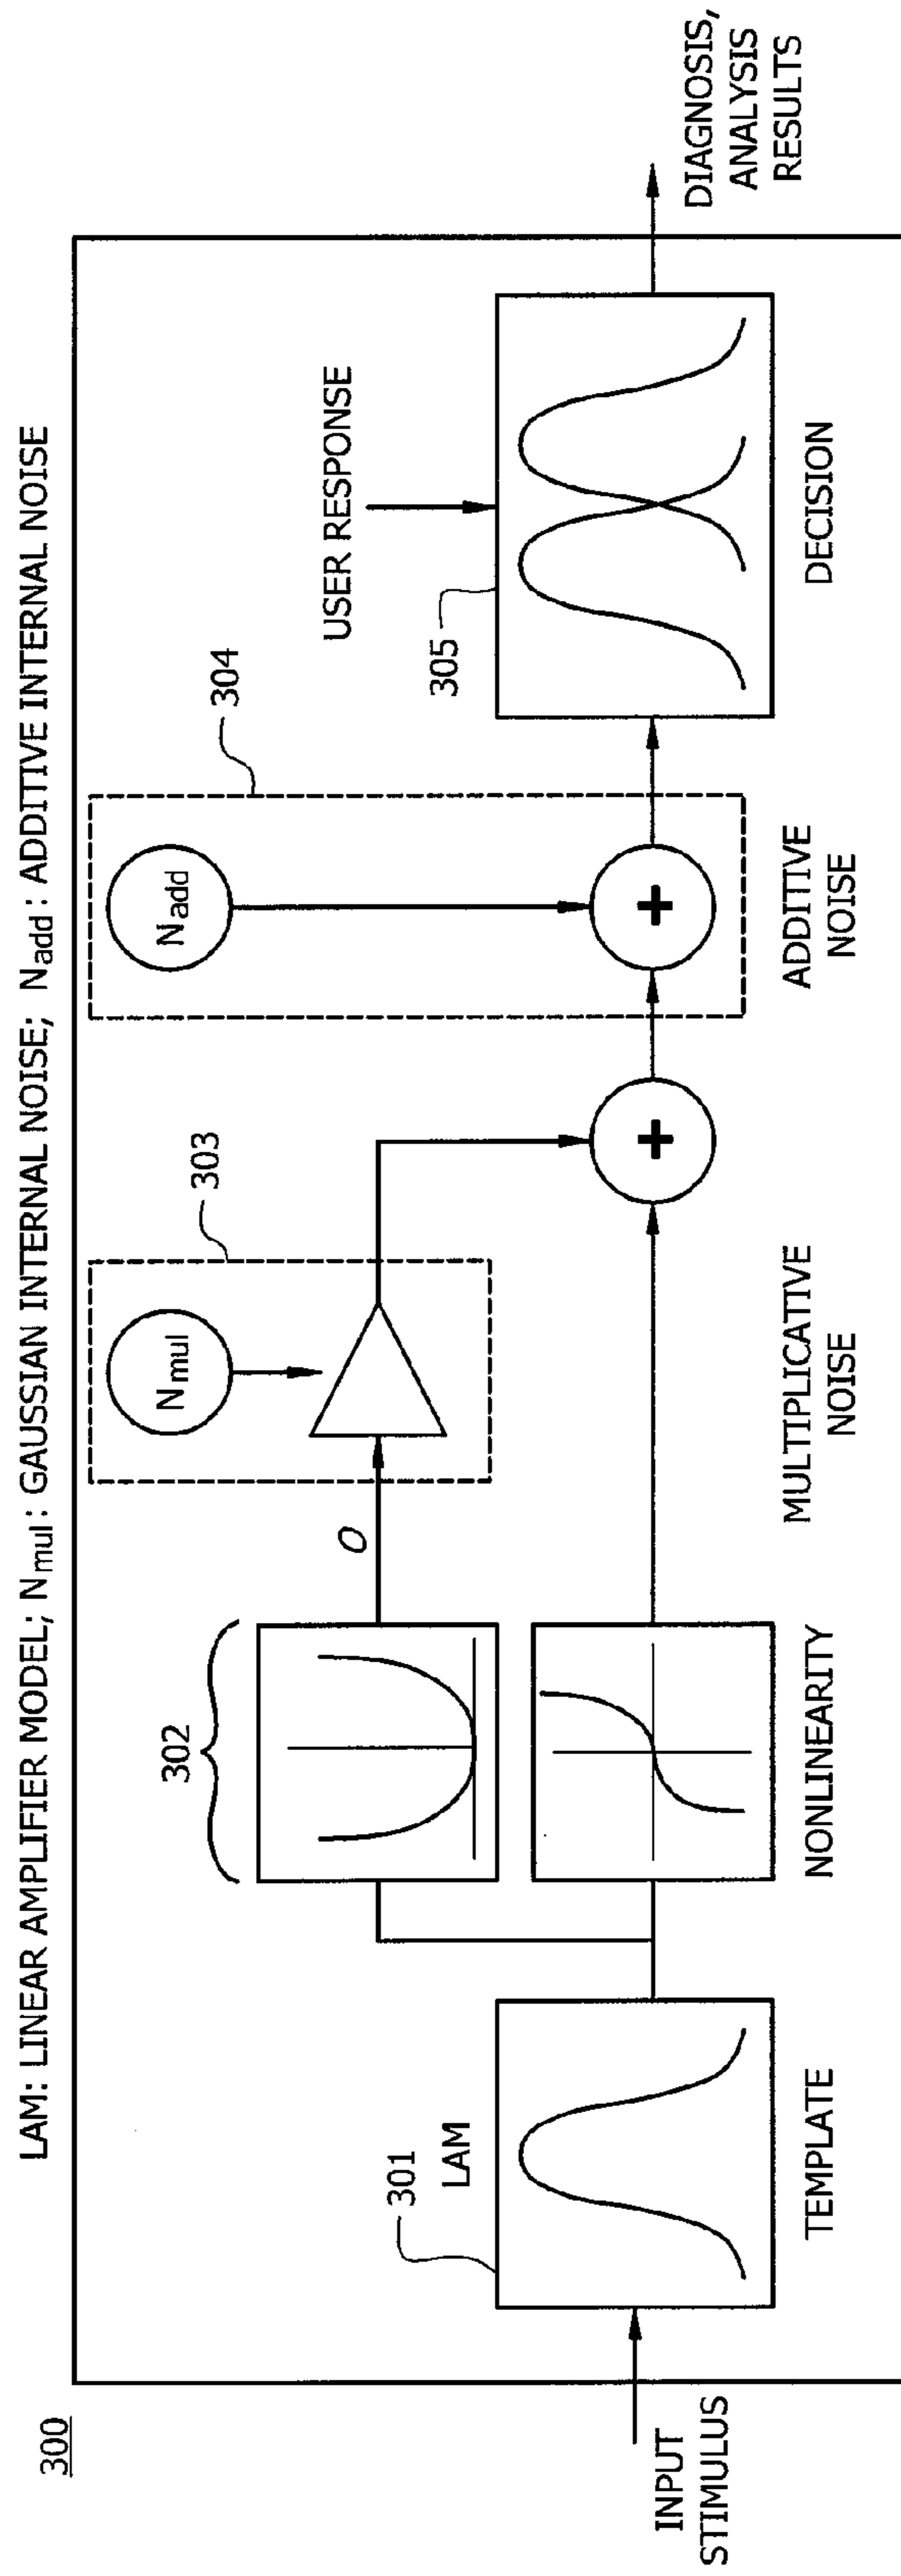 300
LAM: LINEAR AMPLIFIER MODEL; Nmul: GAUSSIAN INTERNAL NOISE; Nadd: ADDITIVE INTERNAL NOISE
INPUT
STIMULUS
301
LAM
TEMPLATE
302
NONLINEARITY
O
303
Nmul
MULTIPLICATIVE
NOISE
+
304
Nadd
+
ADDITIVE
NOISE
USER RESPONSE
305
DECISION
DIAGNOSIS,
ANALYSIS
RESULTS